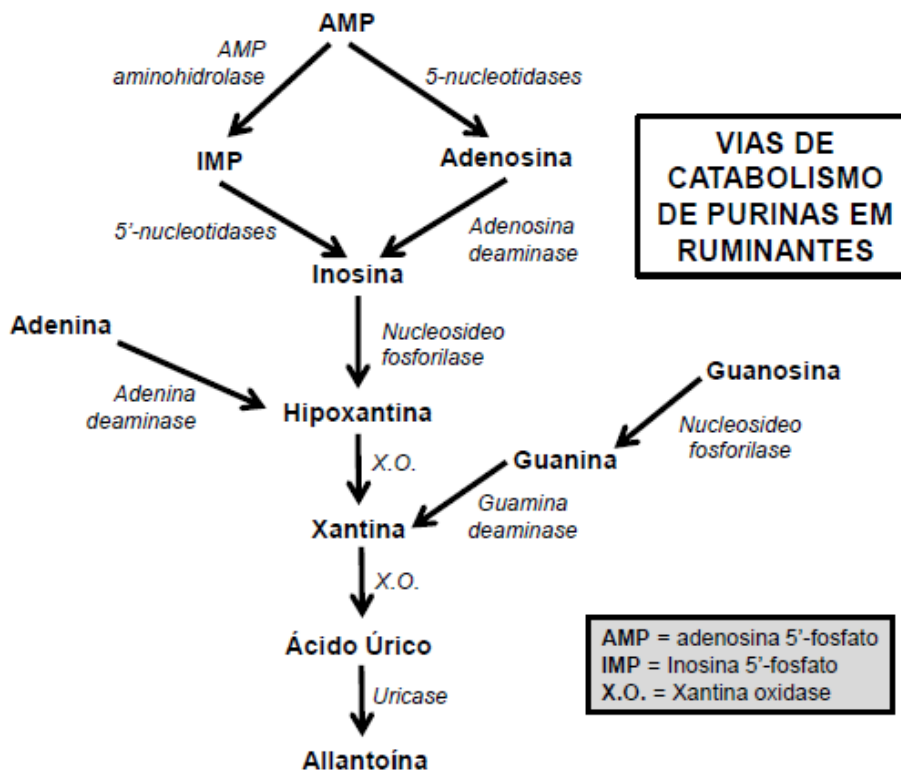 AMP
AMP
aminohidrolase
5-nucleotidases
VIAS DE
CATABOLISMO
DE PURINAS EM
RUMINANTES
IMP
Adenosina
5'-nucleotidases
Adenosina
deaminase
Inosina
Adenina
Nucleosideo
fosforilase
Guanosina
Adenina
deaminase
Hipoxantina
Nucleosideo
fosforilase
X.O.
Guanina
Guamina
deaminase
Xantina
X.O.
Ácido Úrico
AMP = adenosina 5'-fosfato
IMP = Inosina 5'-fosfato
X.O. = Xantina oxidase
Uricase
Allantoína